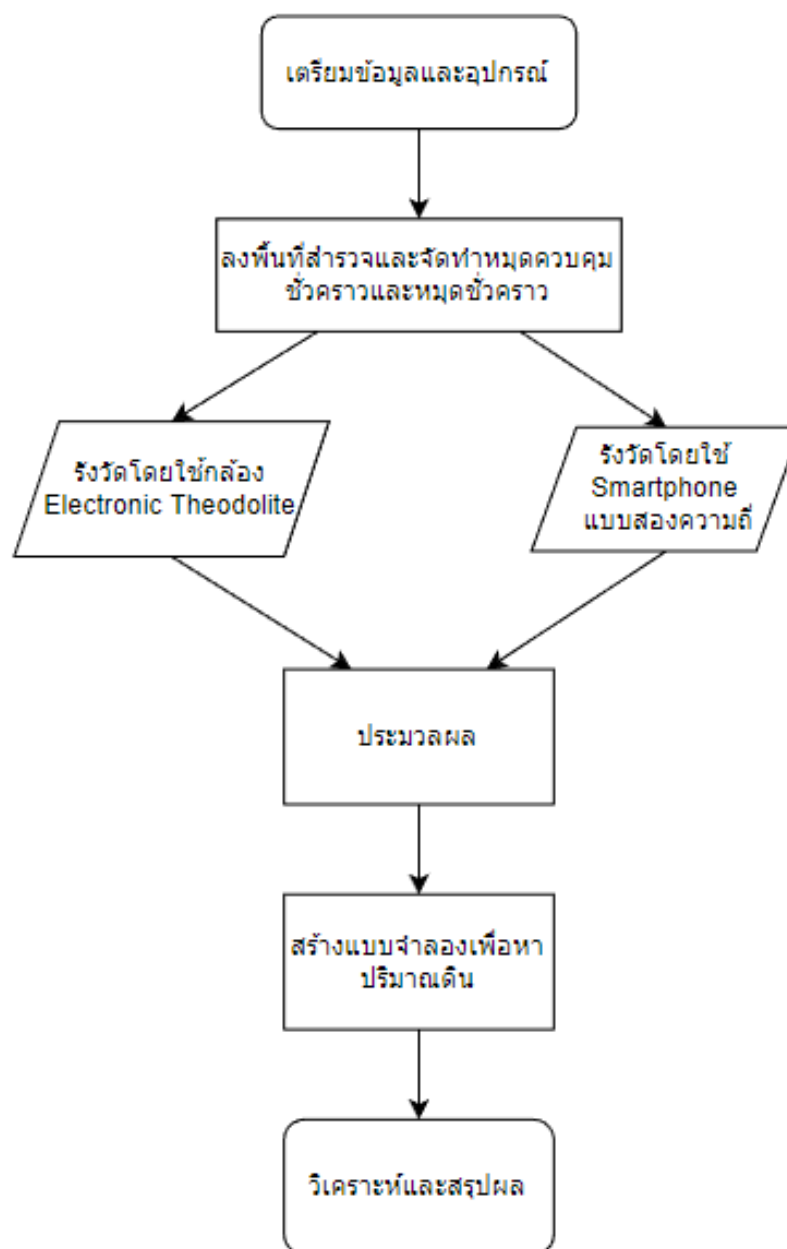 เตรียมข้อมูลและอุปกรณ์
ลงพื้นที่สำรวจและจัดทำหมุดควบคุม
ชั่วคราวและหมุดชั่วคราว
รังวัดโดยใช้กล้อง
Electronic Theodolite
รังวัดโดยใช้
Smartphone
แบบสองความถี่
ประมวลผล
สร้างแบบจำลองเพื่อหา
ปริมาณดิน
วิเคราะห์และสรุปผล